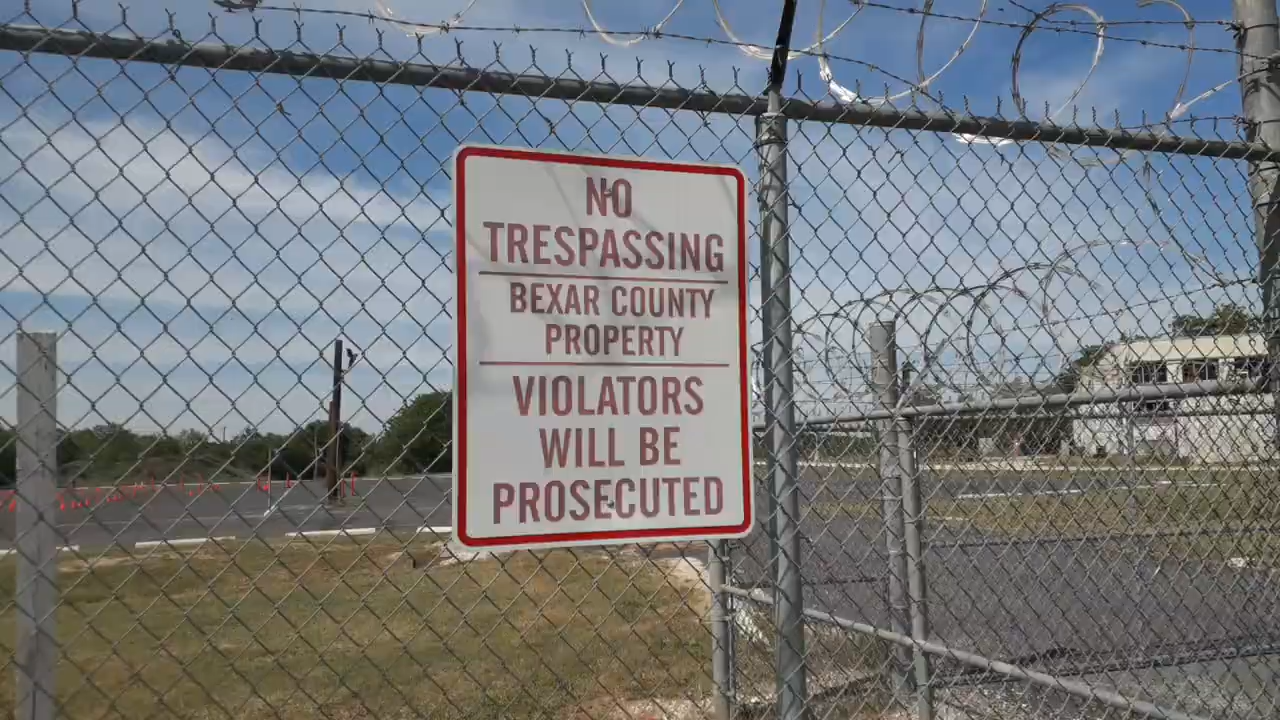 NO
TRESPASSING
BEXAR COUNTY
PROPERTY
VIOLATORS
WILL BE
PROSECUTED